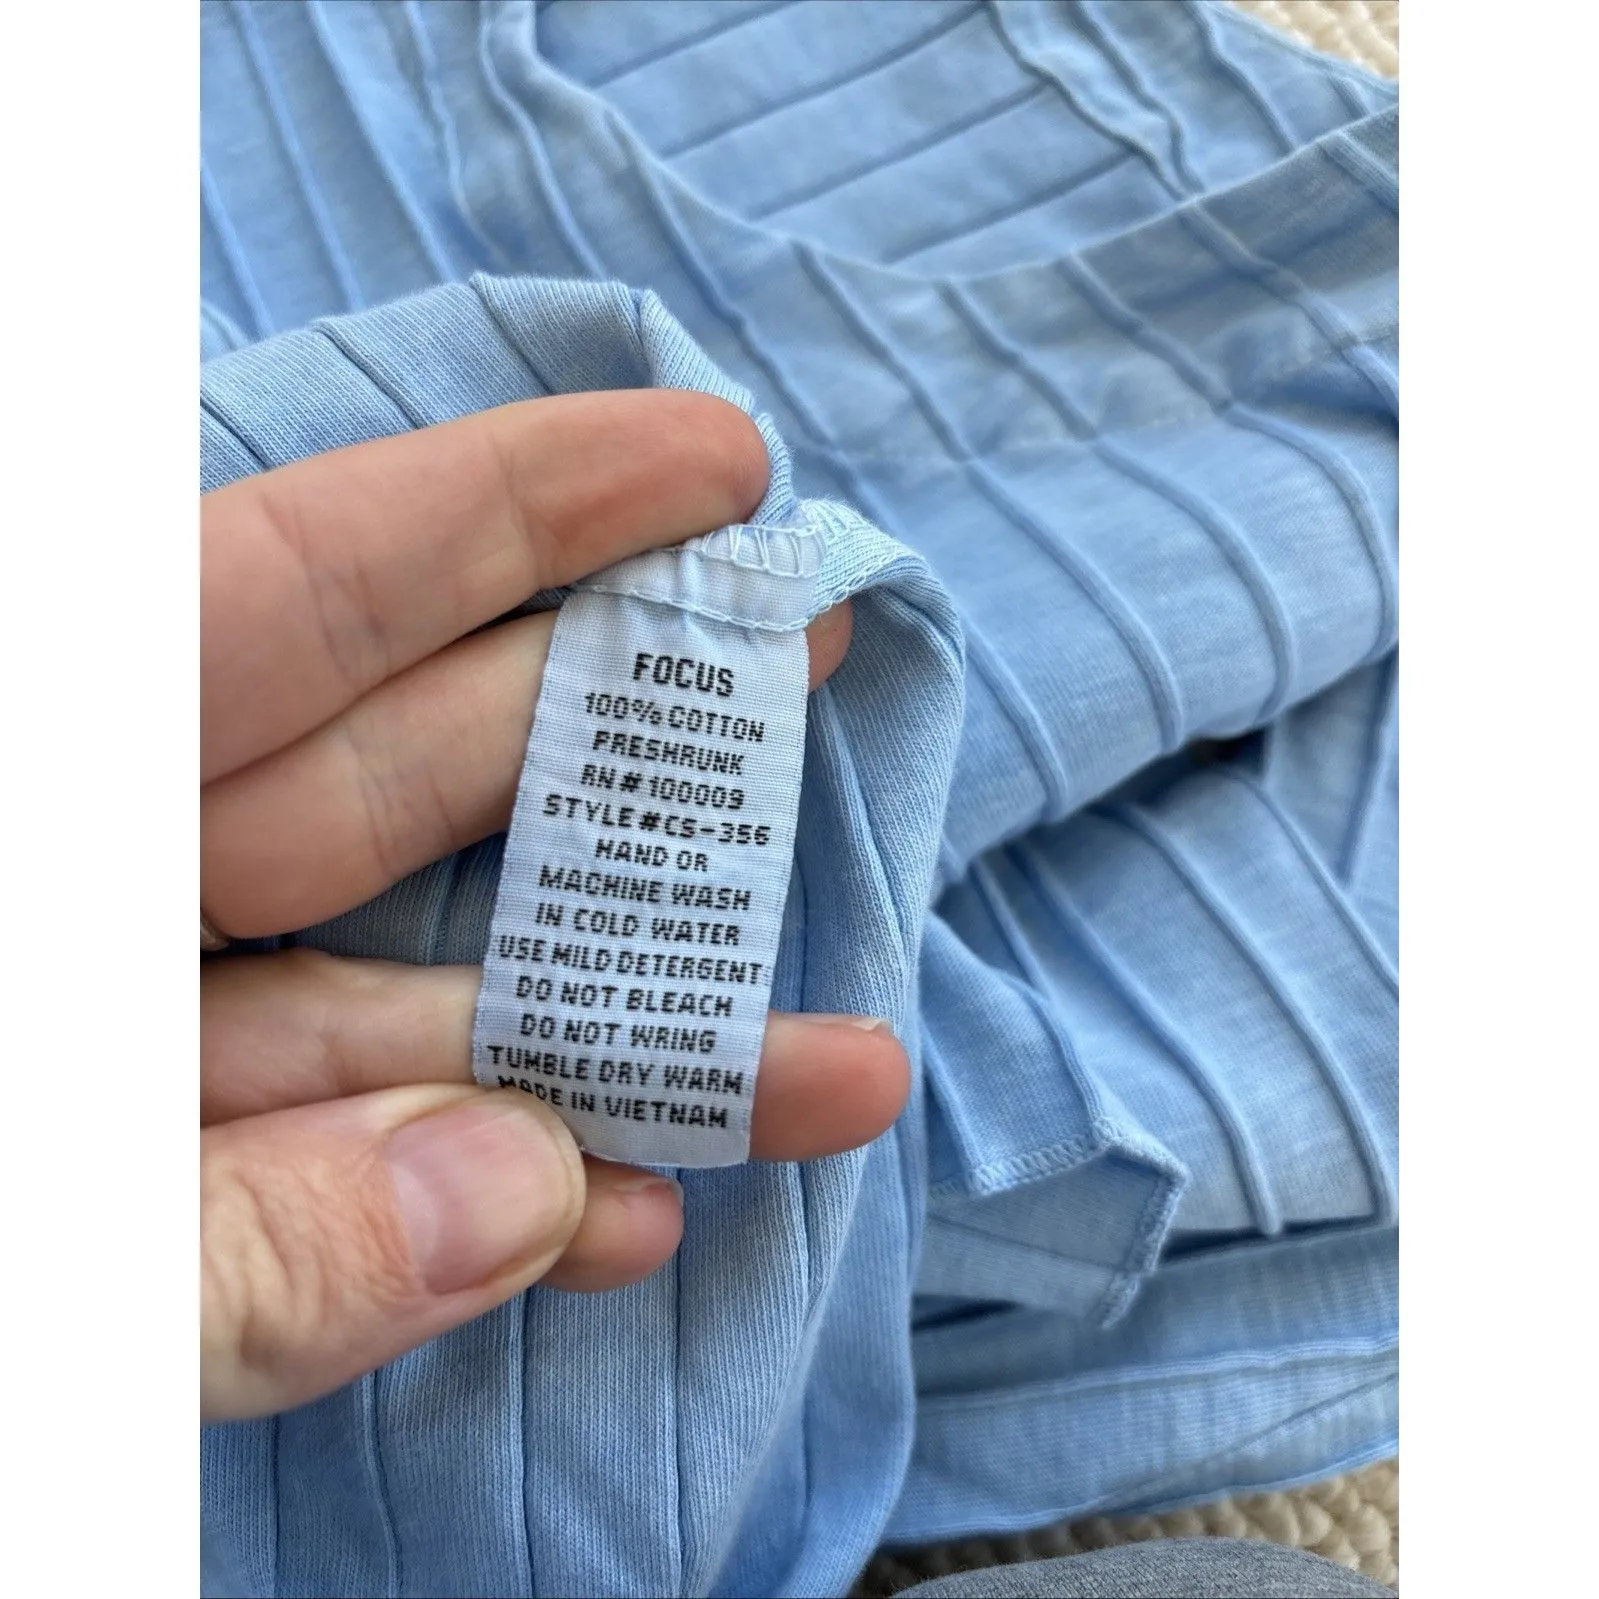 FOCUS
100% COTTON
PRESHRUNK
RN # 100009
STYLE #CS-356
HAND OR
MACHINE WASH
IN COLD WATER
USE MILD DETERGENT
DO NOT BLEACH
DO NOT WRING
TUMBLE DRY WARM
MADE IN VIETNAM